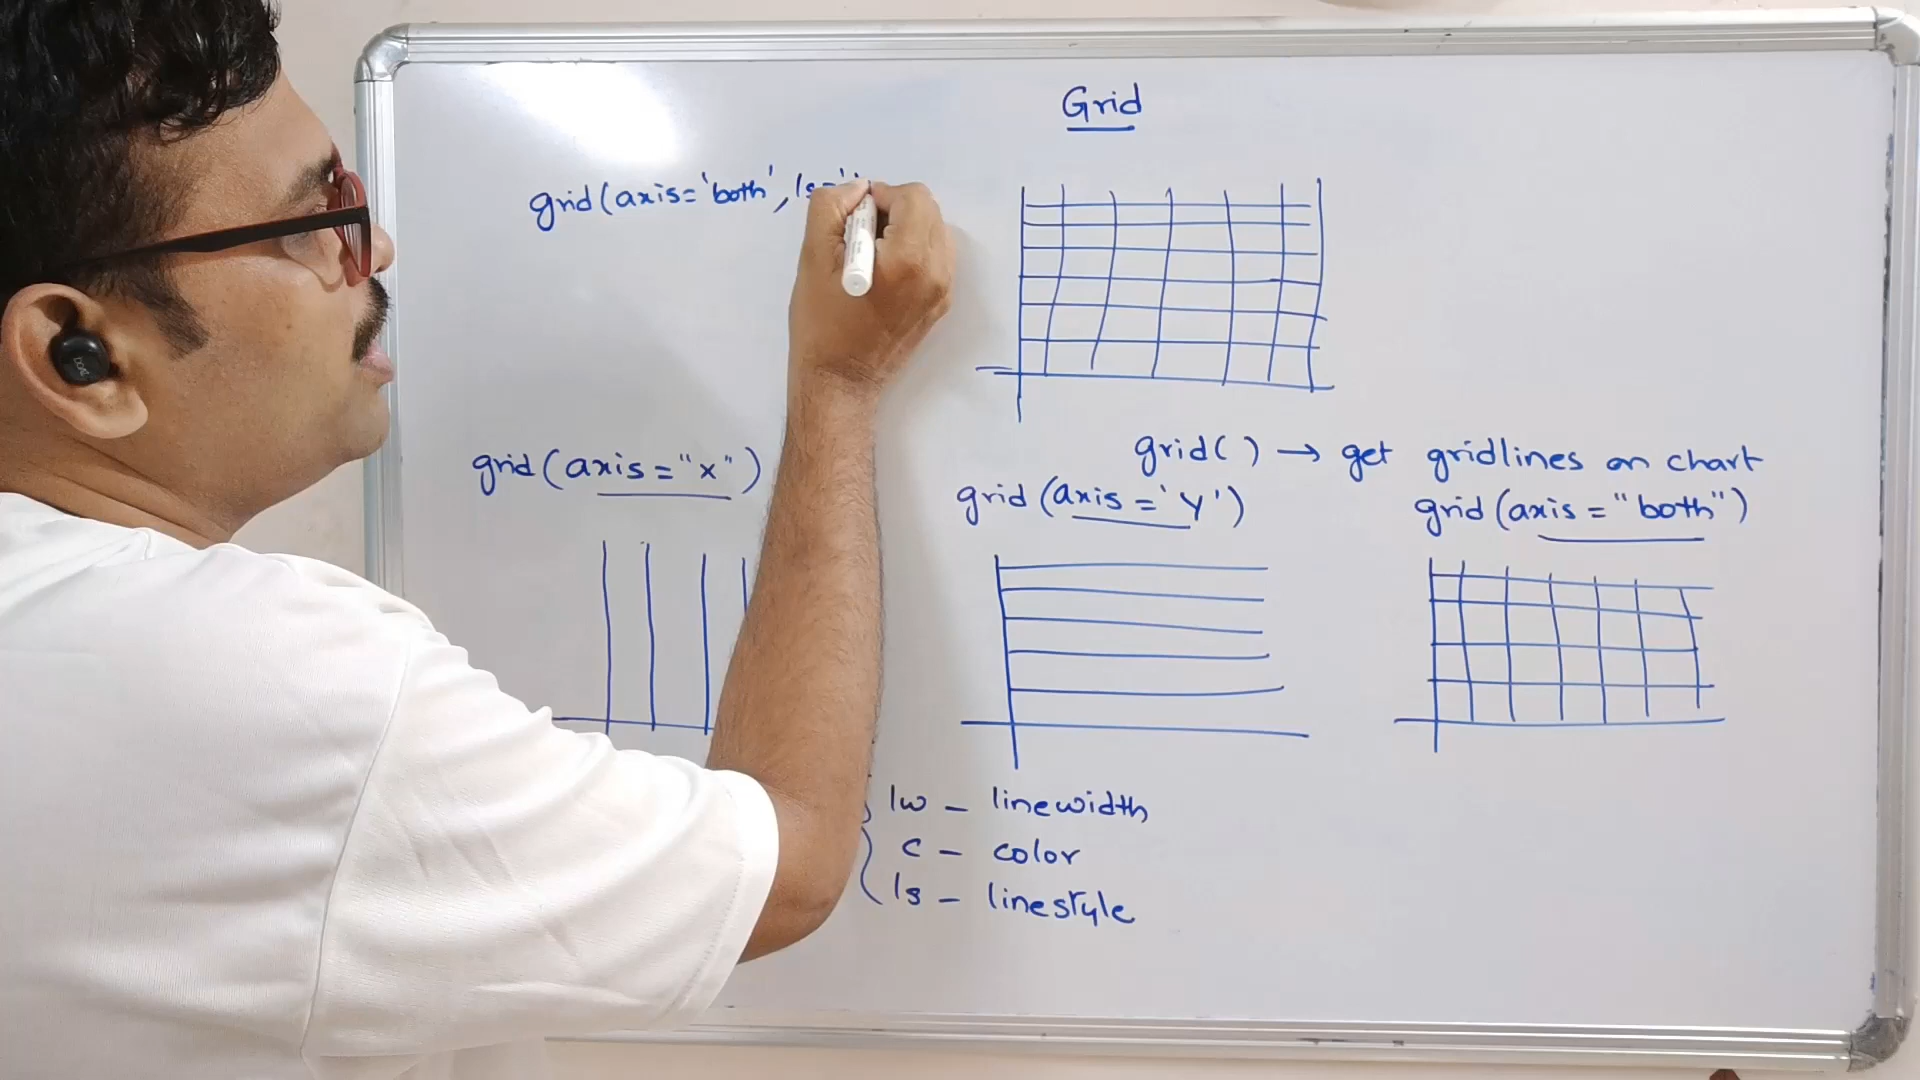 Grid
grid(axis='both', ls='
grid() → get gridlines on chart
grid(axis="x")
grid(axis='Y')
grid(axis="both")
lw - linewidth
c - color
ls - linestyle